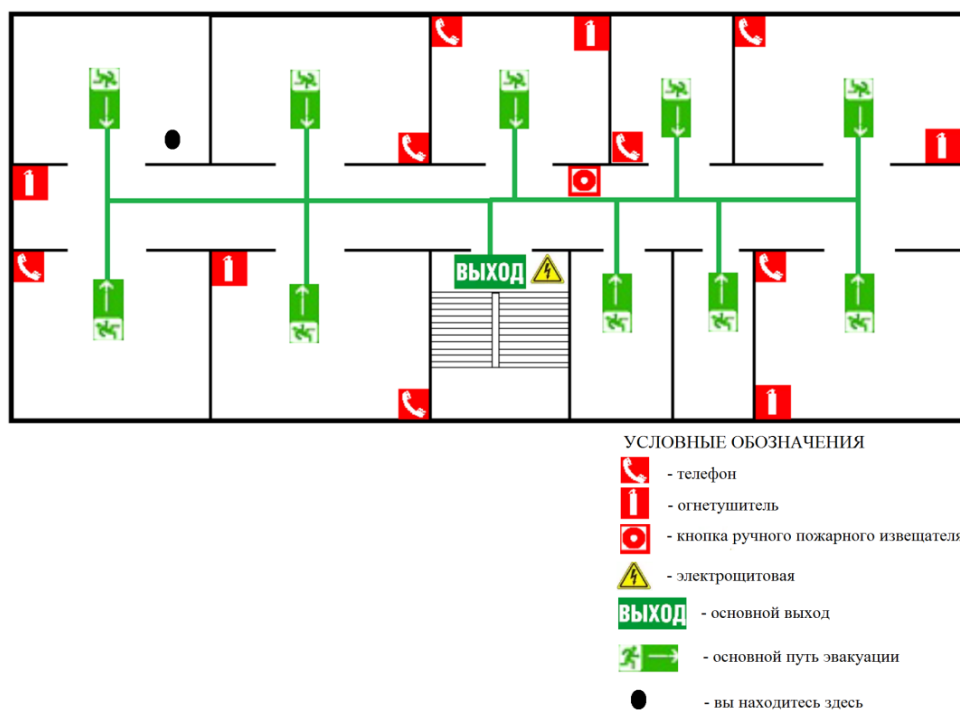 ВЫХОД
УСЛОВНЫЕ ОБОЗНАЧЕНИЯ
- телефон
- огнетушитель
- кнопка ручного пожарного извещателя
- электрощитовая
ВЫХОД - основной выход
- основной путь эвакуации
- вы находитесь здесь